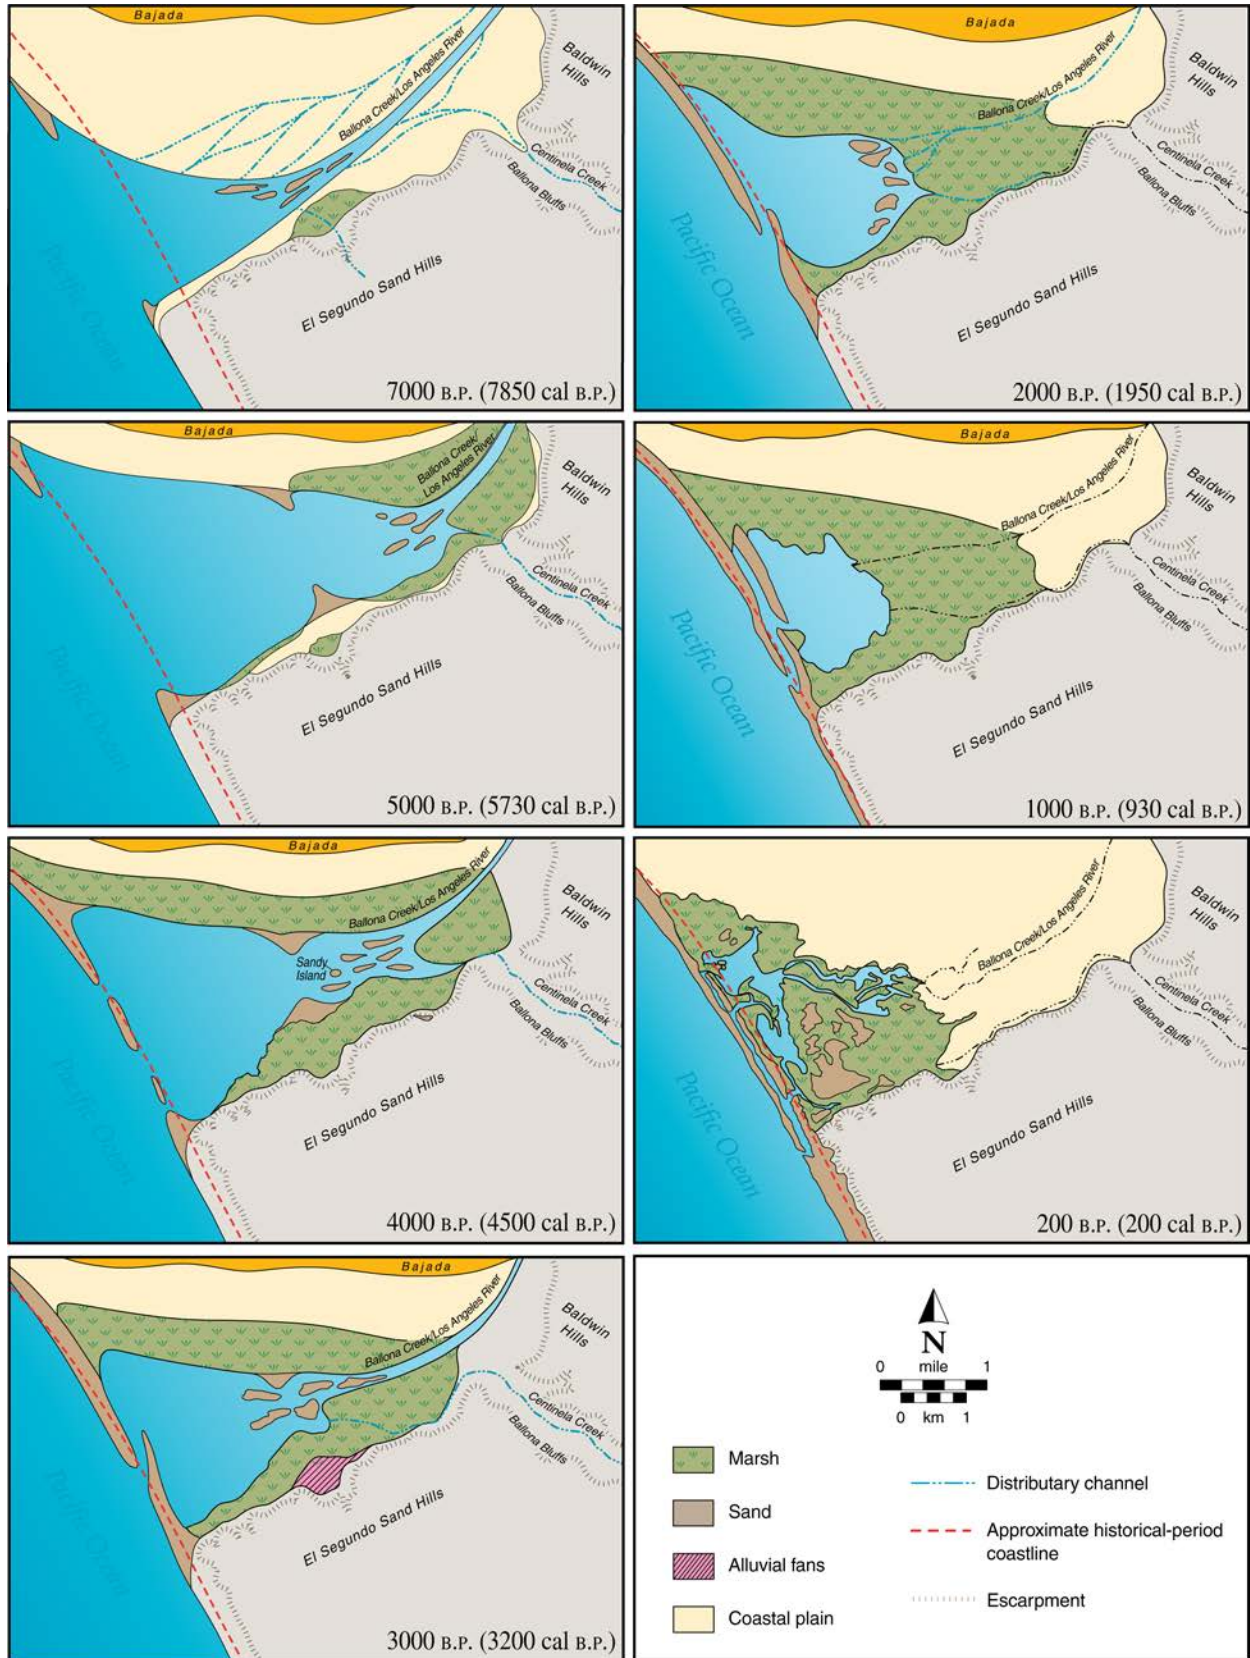 Bajada
Ballona Creek/Los Angeles River
Baldwin
Hills
Centinela Creek
Ballona Bluffs
Pacific Ocean
El Segundo Sand Hills
7000 B.P. (7850 cal B.P.)
Bajada
Ballona Creek/
Los Angeles River
Baldwin
Hills
Centinela Creek
Ballona Bluffs
Pacific Ocean
El Segundo Sand Hills
5000 B.P. (5730 cal B.P.)
Bajada
Ballona Creek/Los Angeles River
Baldwin
Hills
Sandy
Island
Centinela Creek
Ballona Bluffs
Pacific Ocean
El Segundo Sand Hills
4000 B.P. (4500 cal B.P.)
Bajada
Ballona Creek/Los Angeles River
Baldwin
Hills
Centinela Creek
Ballona Bluffs
Pacific Ocean
El Segundo Sand Hills
3000 B.P. (3200 cal B.P.)
Bajada
Ballona Creek/Los Angeles River
Baldwin
Hills
Centinela Creek
Ballona Bluffs
Pacific Ocean
El Segundo Sand Hills
2000 B.P. (1950 cal B.P.)
Bajada
Ballona Creek/Los Angeles River
Baldwin
Hills
Centinela Creek
Ballona Bluffs
Pacific Ocean
El Segundo Sand Hills
1000 B.P. (930 cal B.P.)
Ballona Creek/Los Angeles River
Baldwin
Hills
Centinela Creek
Ballona Bluffs
Pacific Ocean
El Segundo Sand Hills
200 B.P. (200 cal B.P.)
N
0 mile 1
0 km 1
Marsh
Sand
Alluvial fans
Coastal plain
Distributary channel
Approximate historical-period
coastline
Escarpment